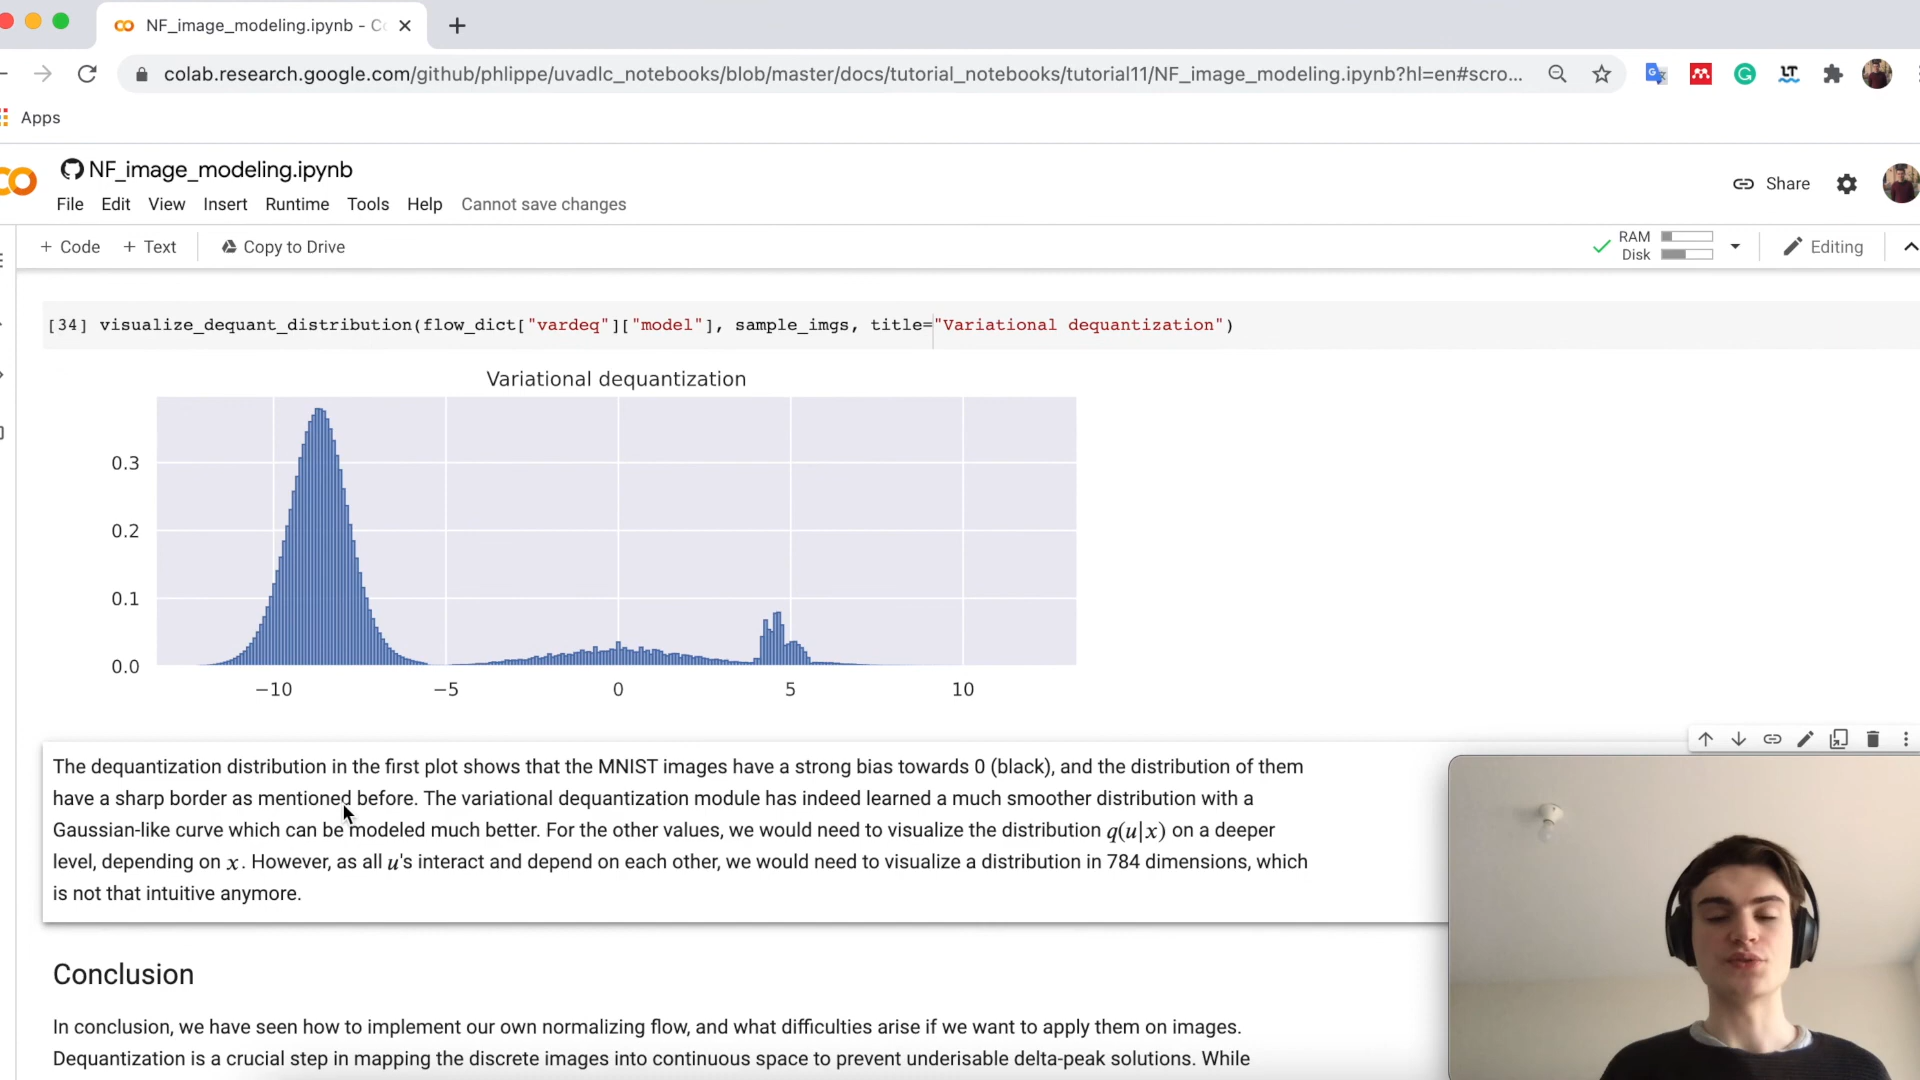 NF_image_modeling.ipynb - Co
colab.research.google.com/github/phlippe/uvadlc_notebooks/blob/master/docs/tutorial_notebooks/tutorial11/NF_image_modeling.ipynb?hl=en#scro...
Apps
NF_image_modeling.ipynb
Share
File Edit View Insert Runtime Tools Help Cannot save changes
+ Code + Text Copy to Drive
RAM
Disk
Editing
[34] visualize_dequant_distribution(flow_dict["vardeq"]["model"], sample_imgs, title="Variational dequantization")
Variational dequantization
0.3
0.2
0.1
0.0
−10 −5 0 5 10
The dequantization distribution in the first plot shows that the MNIST images have a strong bias towards 0 (black), and the distribution of them
have a sharp border as mentioned before. The variational dequantization module has indeed learned a much smoother distribution with a
Gaussian-like curve which can be modeled much better. For the other values, we would need to visualize the distribution q(u|x) on a deeper
level, depending on x. However, as all u's interact and depend on each other, we would need to visualize a distribution in 784 dimensions, which
is not that intuitive anymore.
Conclusion
In conclusion, we have seen how to implement our own normalizing flow, and what difficulties arise if we want to apply them on images.
Dequantization is a crucial step in mapping the discrete images into continuous space to prevent underisable delta-peak solutions. While